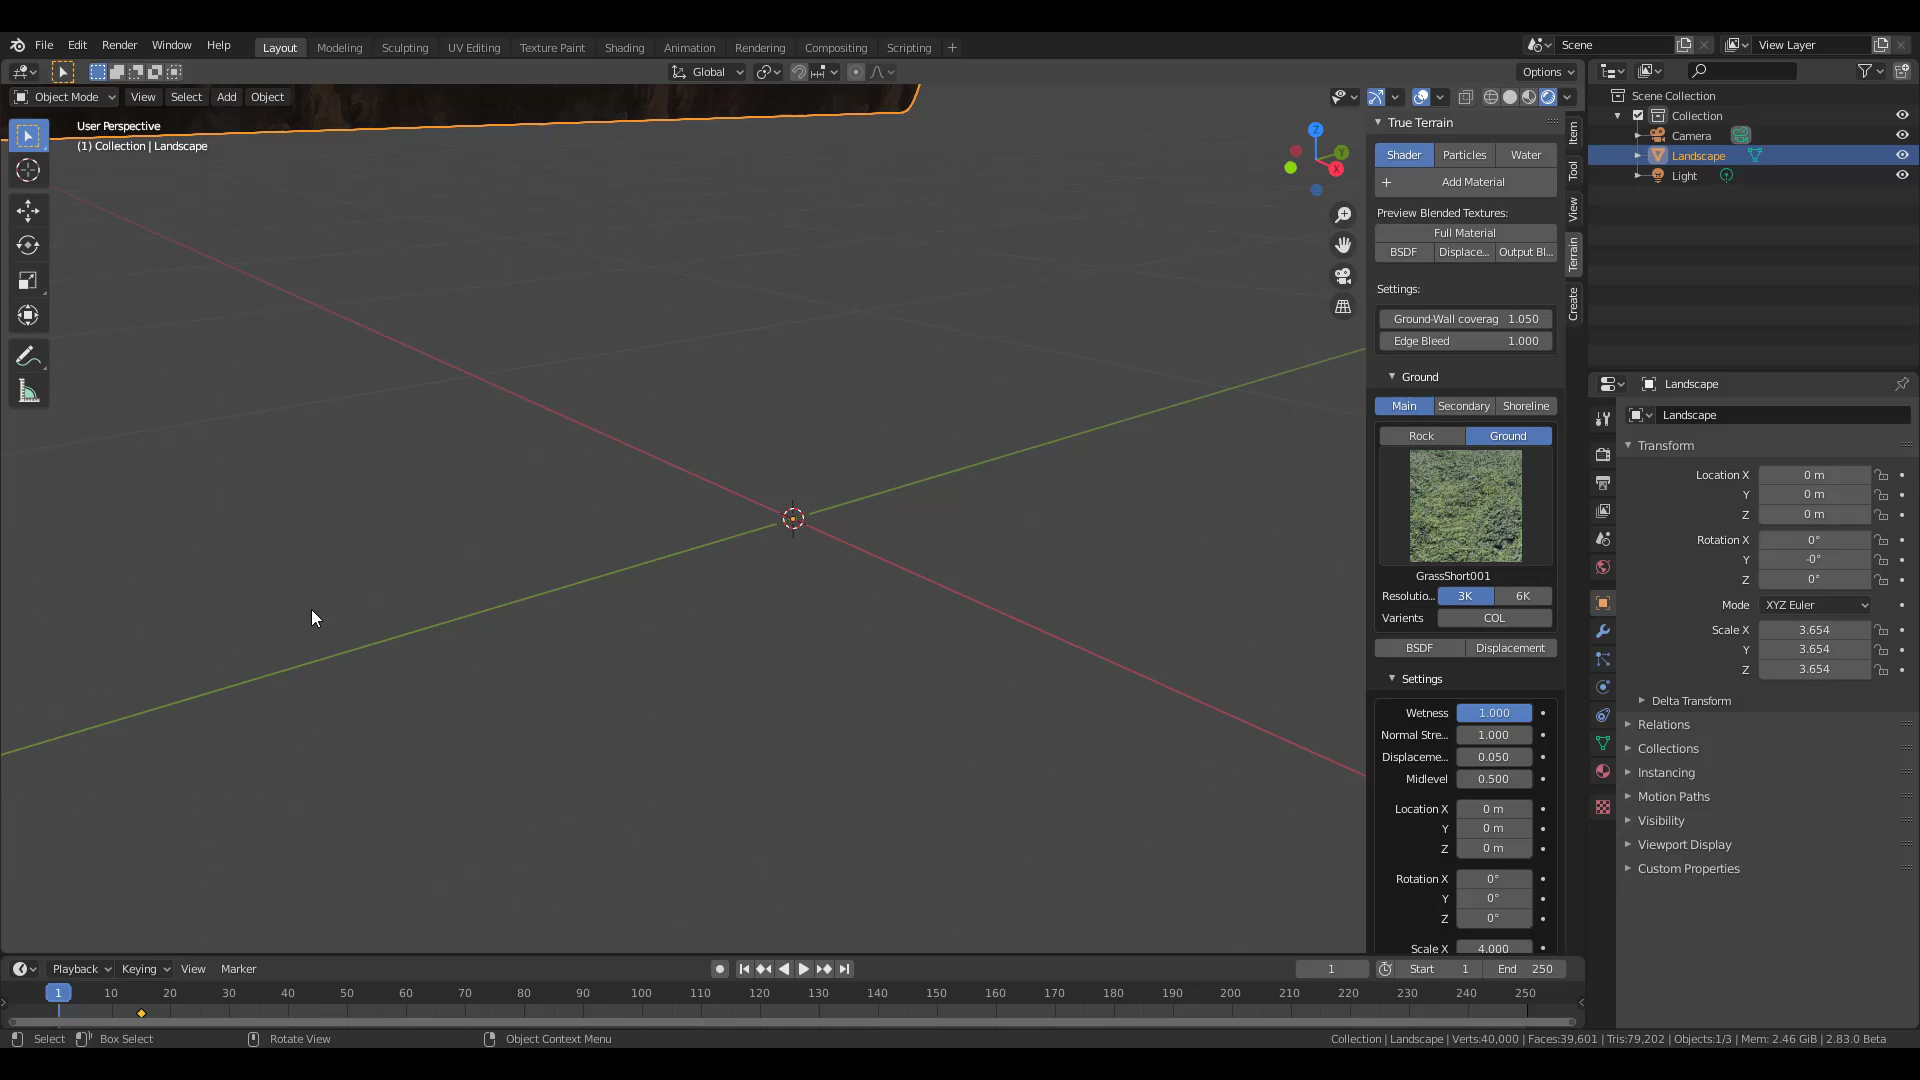 File Edit Render Window Help Layout Modeling Sculpting UV Editing Texture Paint Shading Animation Rendering Compositing Scripting + Scene View Layer
Global Options
Object Mode View Select Add Object
User Perspective
(1) Collection | Landscape
Z
Y
X
True Terrain
Shader Particles Water
+ Add Material
Preview Blended Textures:
Full Material
BSDF Displace... Output Bl...
Settings:
Ground-Wall coverag 1.050
Edge Bleed 1.000
Ground
Main Secondary Shoreline
Rock Ground
GrassShort001
Resolutio... 3K 6K
Varients COL
BSDF Displacement
Settings
Wetness 1.000
Normal Stre... 1.000
Displaceme... 0.050
Midlevel 0.500
Location X 0 m
Y 0 m
Z 0 m
Rotation X 0°
Y 0°
Z 0°
Scale X 4.000
Item
Tool
View
Terrain
Create
Scene Collection
Collection
Camera
Landscape
Light
Landscape
Landscape
Transform
Location X 0 m
Y 0 m
Z 0 m
Rotation X 0°
Y -0°
Z 0°
Mode XYZ Euler
Scale X 3.654
Y 3.654
Z 3.654
Delta Transform
Relations
Collections
Instancing
Motion Paths
Visibility
Viewport Display
Custom Properties
Playback Keying View Marker 1 Start 1 End 250
1 10 20 30 40 50 60 70 80 90 100 110 120 130 140 150 160 170 180 190 200 210 220 230 240 250
Select Box Select Rotate View Object Context Menu Collection | Landscape | Verts:40,000 | Faces:39,601 | Tris:79,202 | Objects:1/3 | Mem: 2.46 GiB | 2.83.0 Beta